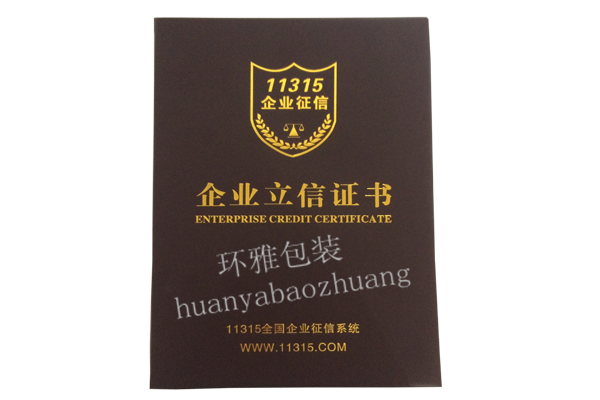 11315
企业征信
企业立信证书
ENTERPRISE CREDIT CERTIFICATE
环雅包装
huanyabaozhuang
11315全国企业征信系统
WWW.11315.COM